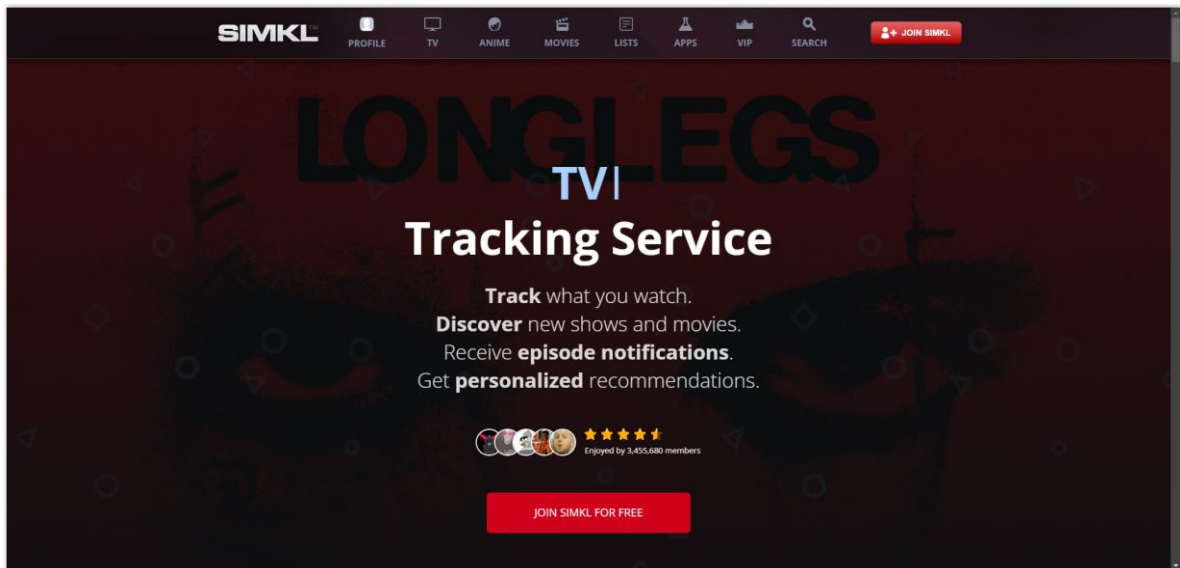 SIMKL™
PROFILE
TV
ANIME
MOVIES
LISTS
APPS
VIP
SEARCH
JOIN SIMKL
LONGLEGS
TV
Tracking Service
Track what you watch.
Discover new shows and movies.
Receive episode notifications.
Get personalized recommendations.
Enjoyed by 3,455,680 members
JOIN SIMKL FOR FREE